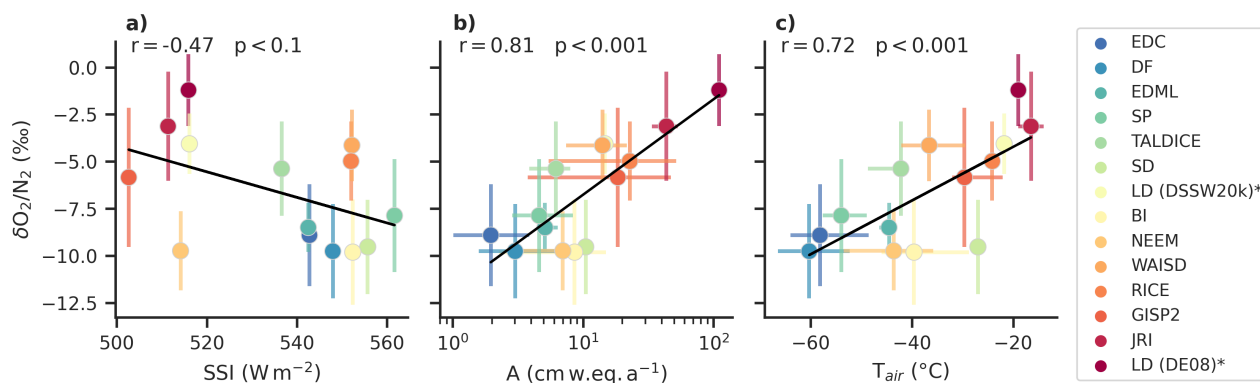 a)
b)
c)
r = -0.47 p < 0.1
r = 0.81 p < 0.001
r = 0.72 p < 0.001
δO₂/N₂ (‰)
0.0
−2.5
−5.0
−7.5
−10.0
−12.5
500 520 540 560
SSI (W m⁻²)
10⁰ 10¹ 10²
A (cm w.eq. a⁻¹)
−60 −40 −20
Tₐᵢᵣ (°C)
EDC
DF
EDML
SP
TALDICE
SD
LD (DSSW20k)*
BI
NEEM
WAISD
RICE
GISP2
JRI
LD (DE08)*